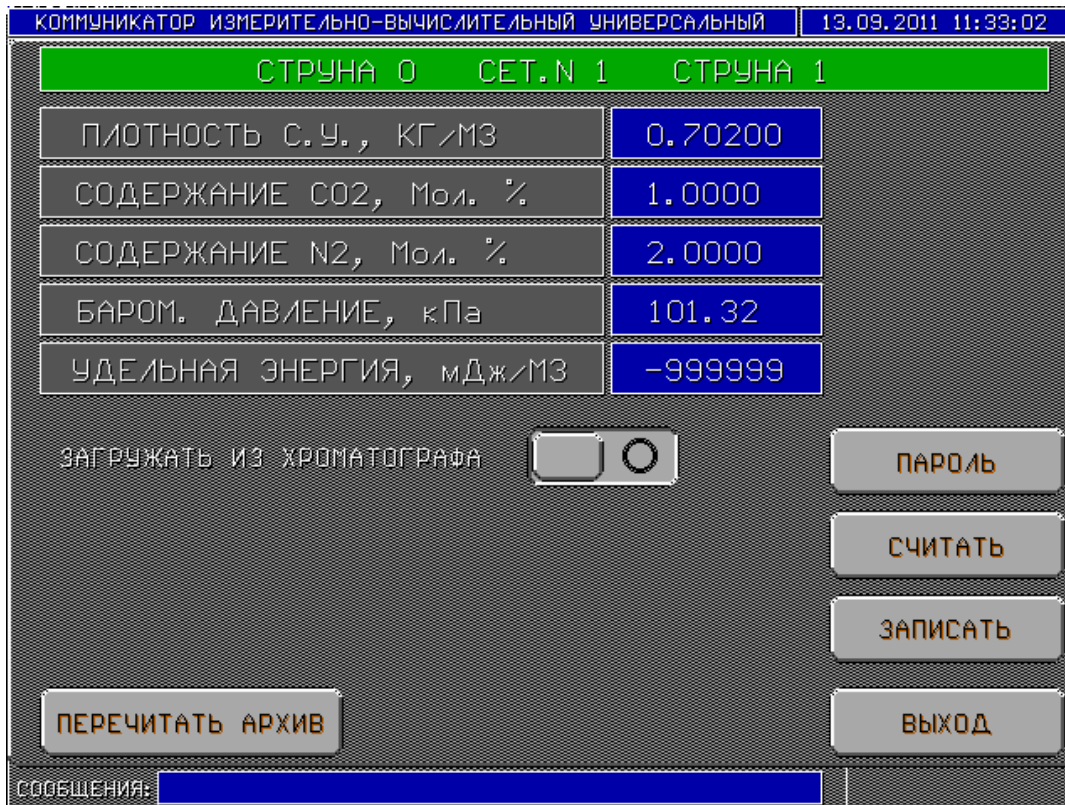 КОММУНИКАТОР ИЗМЕРИТЕЛЬНО-ВЫЧИСЛИТЕЛЬНЫЙ УНИВЕРСАЛЬНЫЙ 13.09.2011 11:33:02
СТРУНА 0 СЕТ.N 1 СТРУНА 1
ПЛОТНОСТЬ С.У., КГ/М3 0.70200
СОДЕРЖАНИЕ CO2, Мол. % 1.0000
СОДЕРЖАНИЕ N2, Мол. % 2.0000
БАРОМ. ДАВЛЕНИЕ, кПа 101.32
УДЕЛЬНАЯ ЭНЕРГИЯ, мДж/М3 -999999
ЗАГРУЖАТЬ ИЗ ХРОМАТОГРАФА
ПАРОЛЬ
СЧИТАТЬ
ЗАПИСАТЬ
ПЕРЕЧИТАТЬ АРХИВ ВЫХОД
СООБЩЕНИЯ: